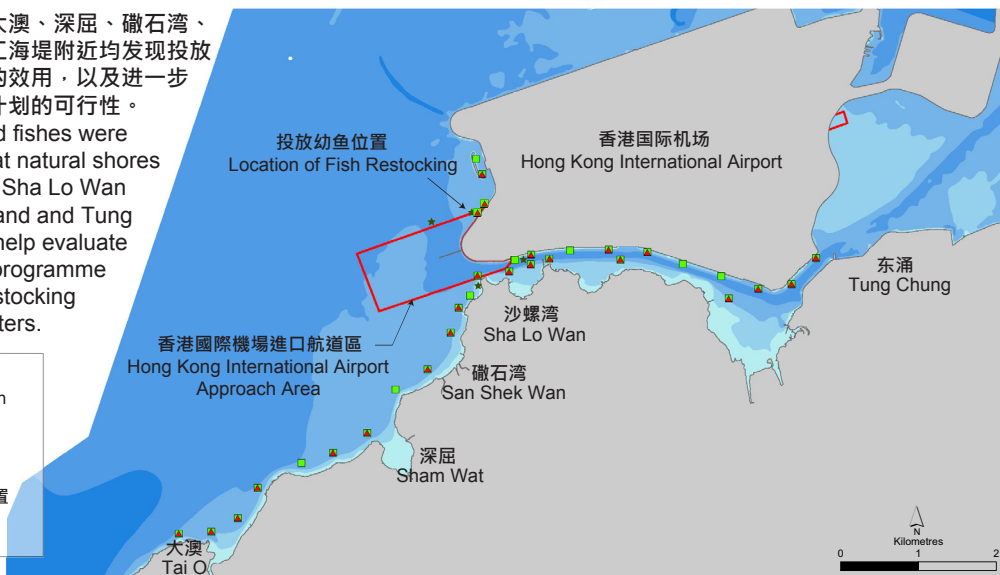 大澳、深屈、磡石湾、
工海堤附近均发现投放
的效用，以及进一步
计划的可行性。
d fishes were
at natural shores
Sha Lo Wan
and and Tung
help evaluate
programme
stocking
ters.
投放幼鱼位置
Location of Fish Restocking
香港国际机场
Hong Kong International Airport
东涌
Tung Chung
沙螺湾
Sha Lo Wan
香港國際機場進口航道區
Hong Kong International Airport
Approach Area
磡石湾
San Shek Wan
深屈
Sham Wat
置
大澳
Tai O
N
Kilometres
0 1 2